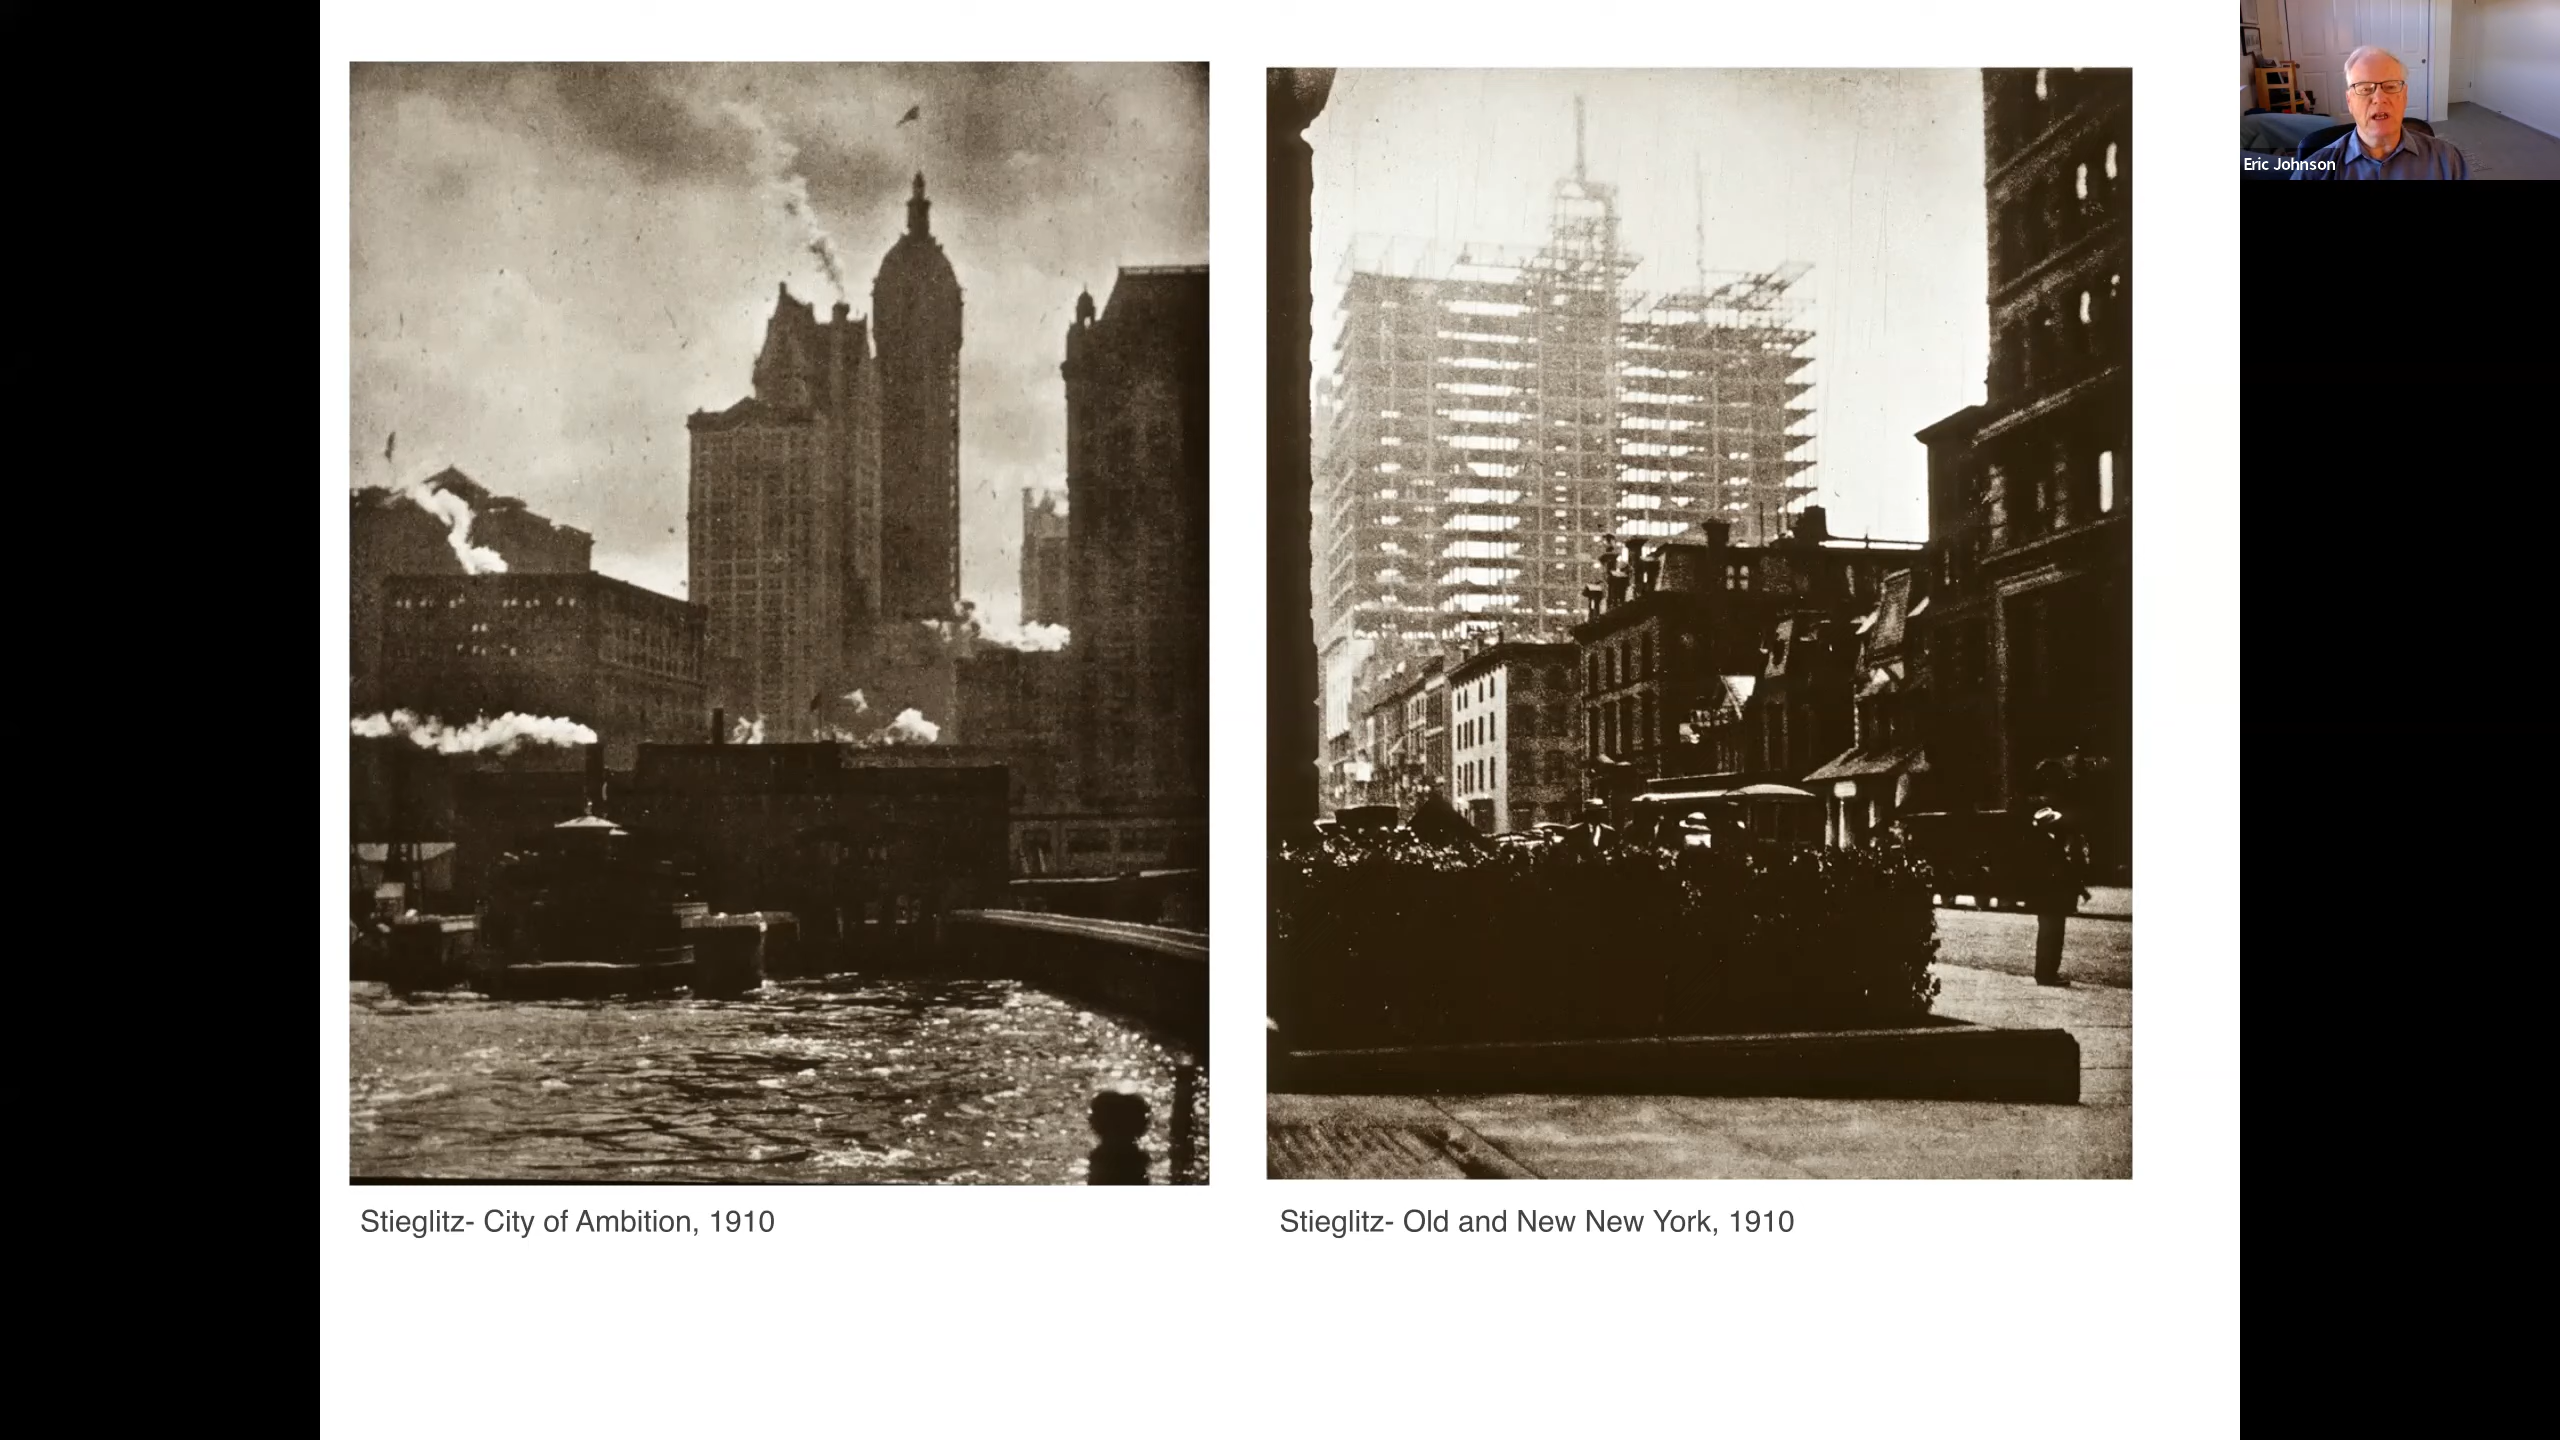 Eric Johnson
Stieglitz- City of Ambition, 1910
Stieglitz- Old and New New York, 1910